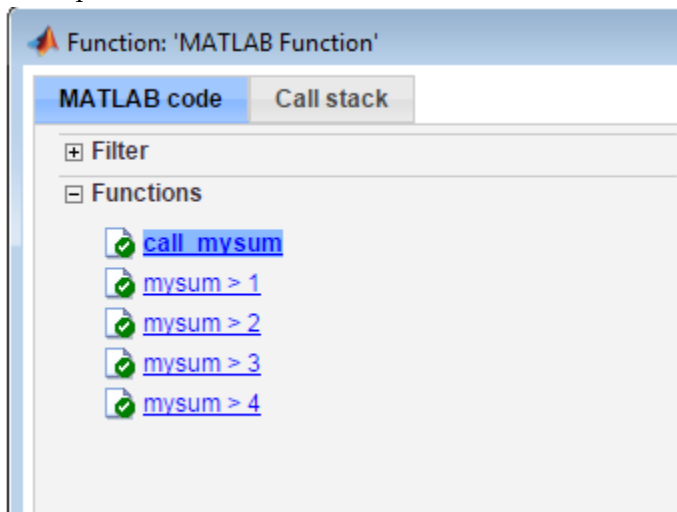 Function: 'MATLAB Function'
MATLAB code Call stack
Filter
Functions
call_mysum
mysum > 1
mysum > 2
mysum > 3
mysum > 4